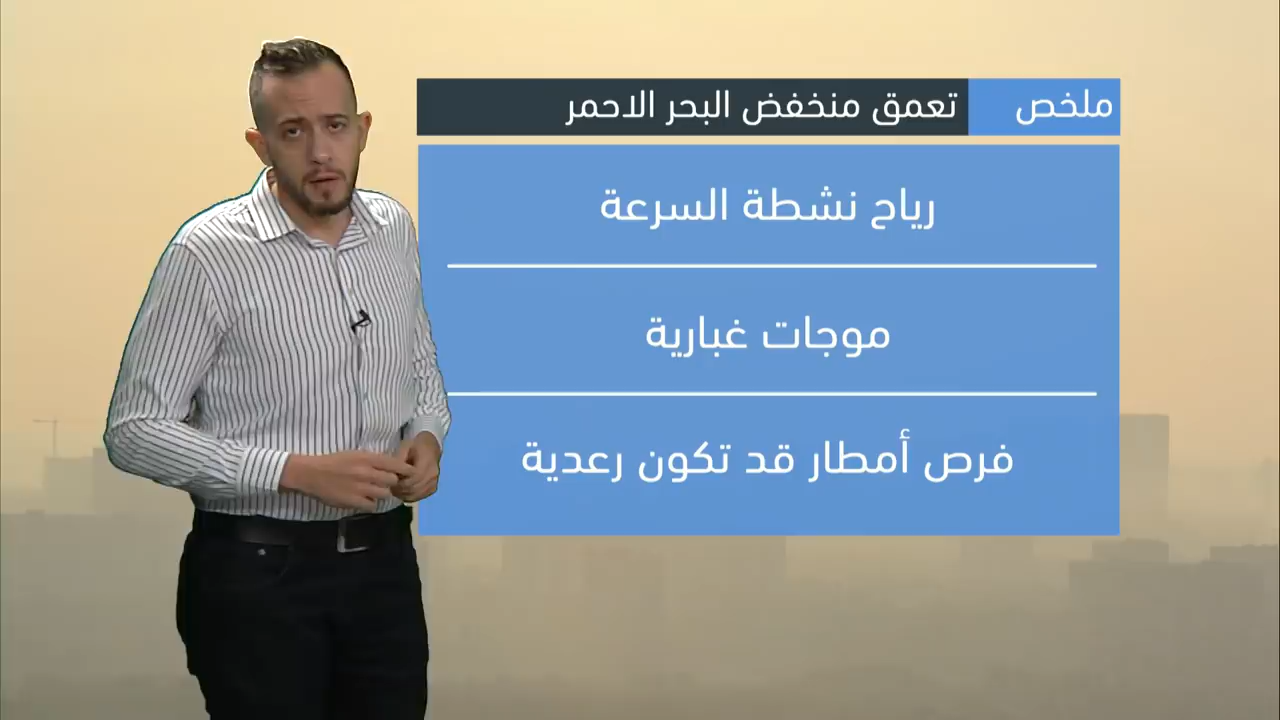 ملخص تعمق منخفض البحر الاحمر
رياح نشطة السرعة
موجات غبارية
فرص أمطار قد تكون رعدية